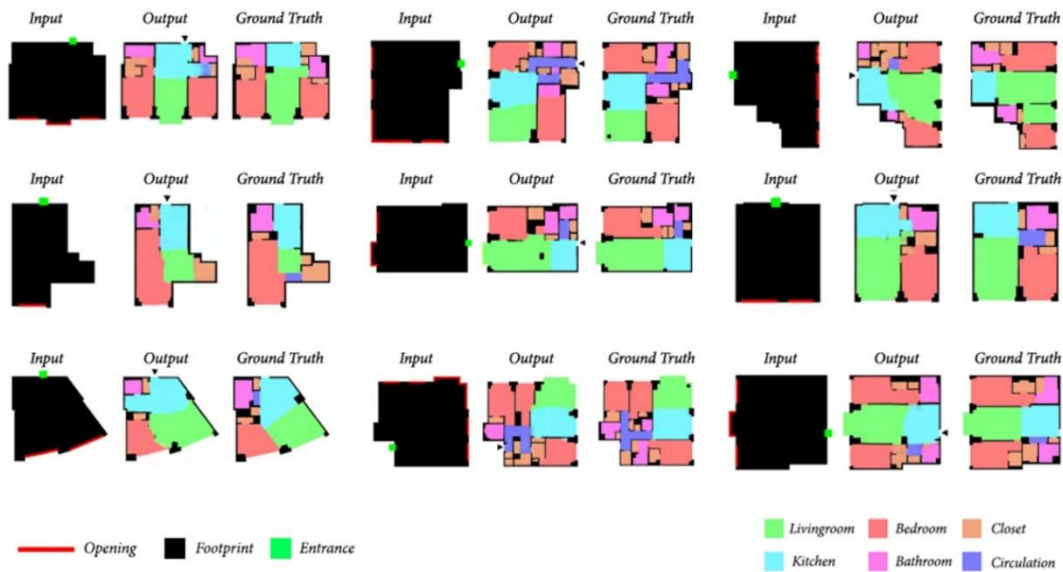 Input Output Ground Truth Input Output Ground Truth Input Output Ground Truth
Input Output Ground Truth Input Output Ground Truth Input Output Ground Truth
Input Output Ground Truth Input Output Ground Truth Input Output Ground Truth
Livingroom Bedroom Closet
Opening Footprint Entrance
Kitchen Bathroom Circulation